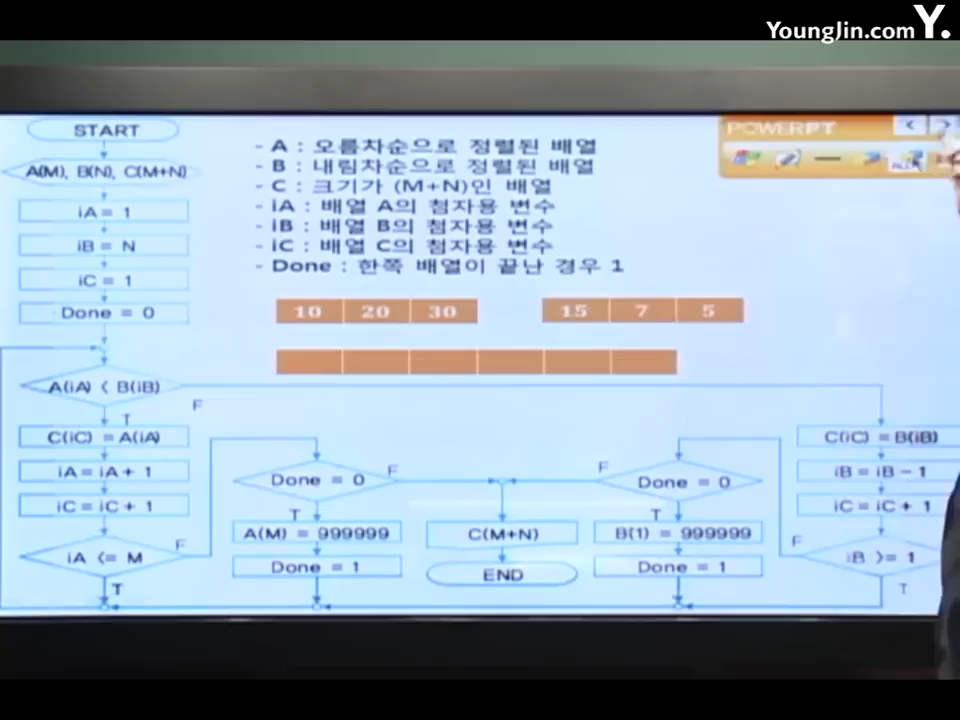 YoungJin.com Y.
START
A(M), B(N), C(M+N)
iA = 1
iB = N
iC = 1
Done = 0
- A : 오름차순으로 정렬된 배열
- B : 내림차순으로 정렬된 배열
- C : 크기가 (M+N)인 배열
- iA : 배열 A의 첨자용 변수
- iB : 배열 B의 첨자용 변수
- iC : 배열 C의 첨자용 변수
- Done : 한쪽 배열이 끝난 경우 1
POWERPT
10 20 30
15 7 5
A(iA) < B(iB)
F
T
C(iC) = A(iA)
iA = iA + 1
iC = iC + 1
iA <= M
F
T
Done = 0
F
T
A(M) = 999999
Done = 1
C(M+N)
END
Done = 0
F
T
B(1) = 999999
Done = 1
C(iC) = B(iB)
iB = iB - 1
iC = iC + 1
iB >= 1
F
T